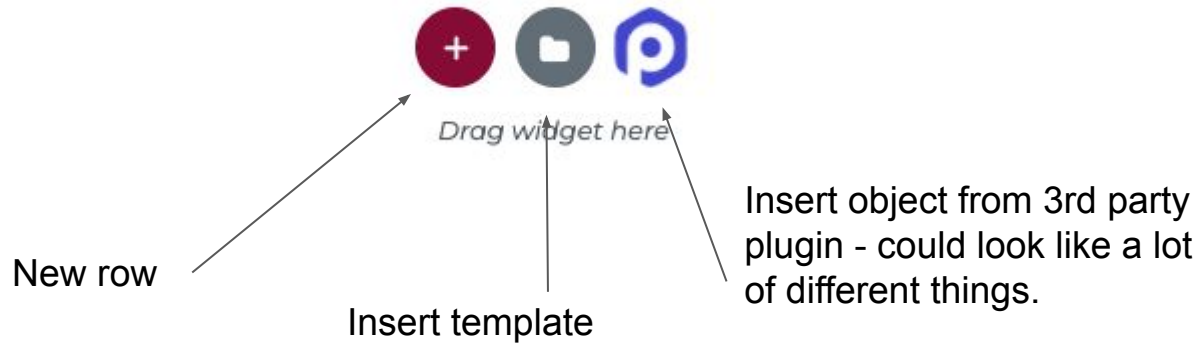 Drag widget here
Insert object from 3rd party
plugin - could look like a lot
of different things.
New row
Insert template